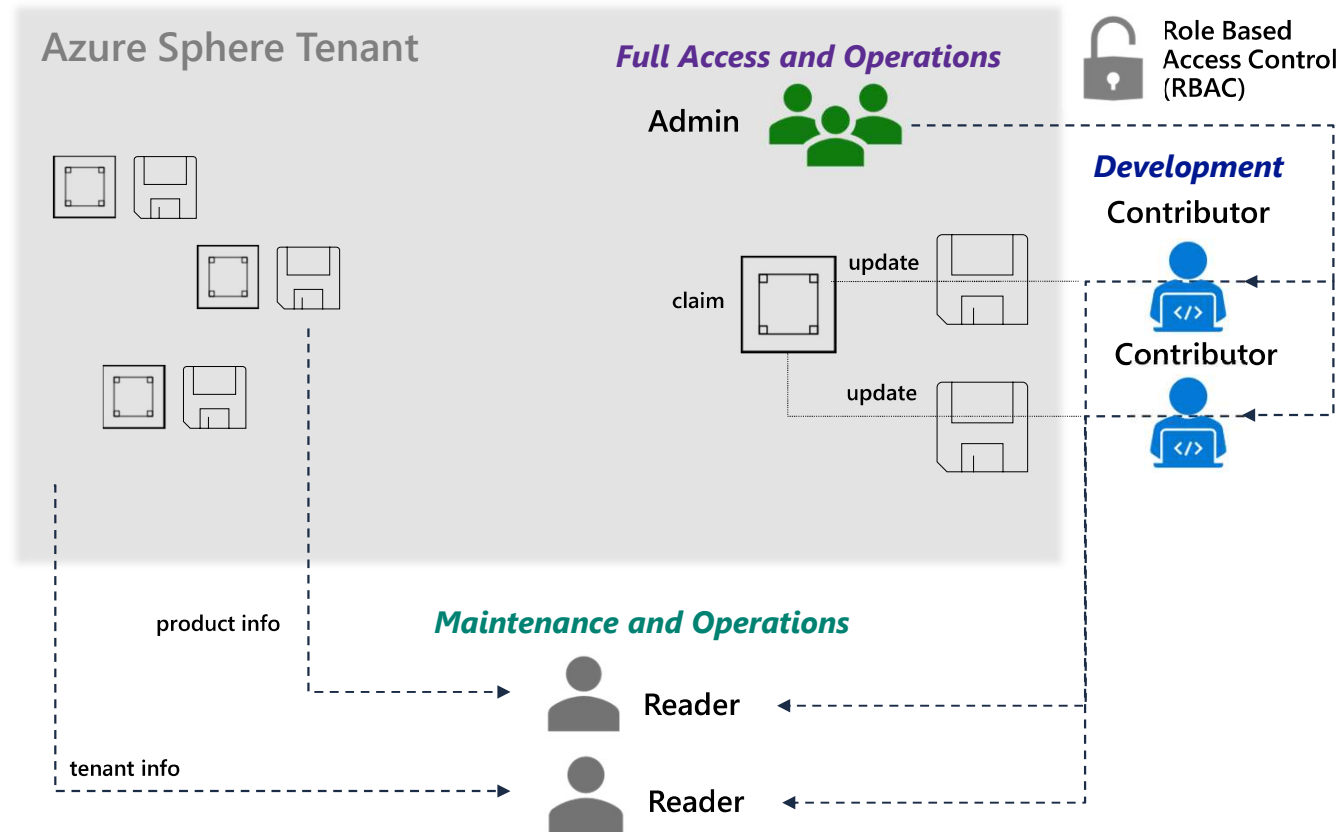 Azure Sphere Tenant
Full Access and Operations
Role Based
Access Control
(RBAC)
Admin
Development
Contributor
update
claim
</>
Contributor
update
</>
product info
Maintenance and Operations
Reader
tenant info
Reader